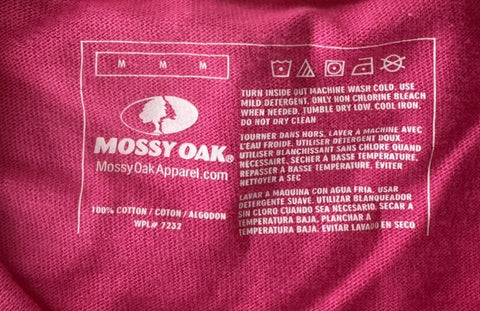 M M M
MOSSY OAK®
MossyOakApparel.com
100% COTTON / COTON / ALGODON
WPL# 7232
TURN INSIDE OUT MACHINE WASH COLD. USE
MILD DETERGENT. ONLY NON CHLORINE BLEACH
WHEN NEEDED. TUMBLE DRY LOW. COOL IRON.
DO NOT DRY CLEAN
TOURNER DANS HORS, LAVER À MACHINE AVEC
L'EAU FROIDE. UTILISER DETERGENT DOUX.
UTILISER BLANCHISSANT SANS CHLORE QUAND
NÉCESSAIRE, SÉCHER À BASSE TEMPÉRATURE,
REPASSER À BASSE TEMPERATURE, ÉVITER
NETTOYER A SEC
LAVAR A MAQUINA CON AGUA FRIA, USAR
DETERGENTE SUAVE. UTILIZAR BLANQUEADOR
SIN CLORO CUANDO SEA NECESARIO. SECAR A
TEMPERATURA BAJA. PLANCHAR A
TEMPERATURA BAJA. EVITAR LAVADO EN SECO